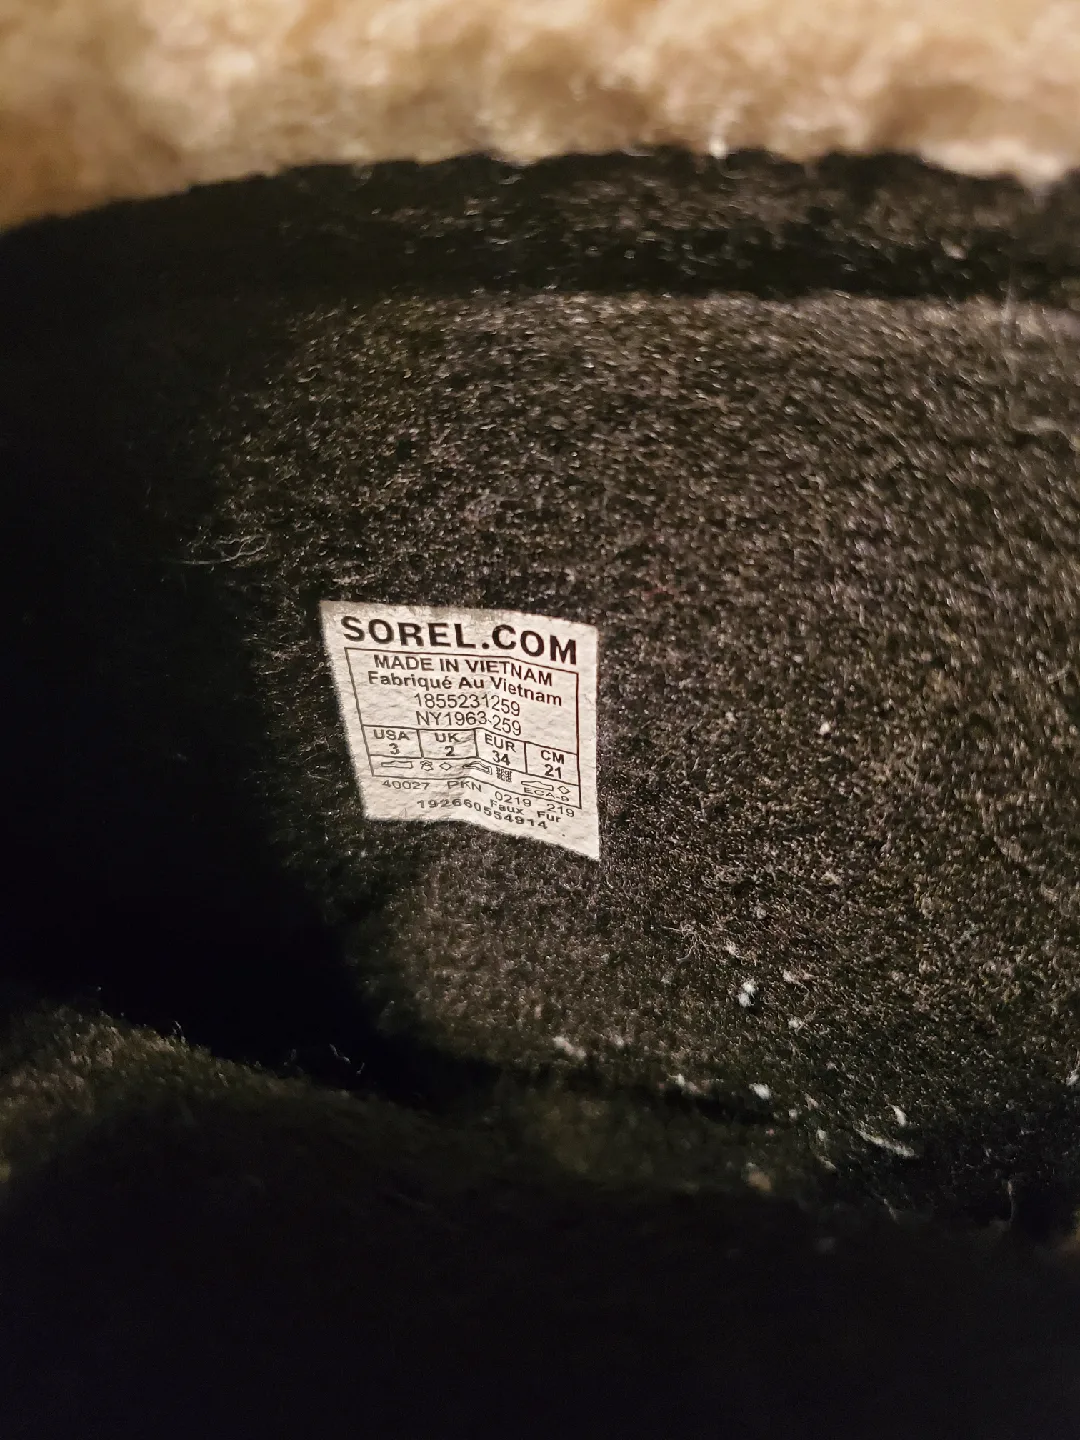 SOREL.COM
MADE IN VIETNAM
Fabriqué Au Vietnam
1855231259
NY1963-259
USA UK EUR CM
3 2 34 21
40027 PKN 0219 219
Faux Fur
192660554914